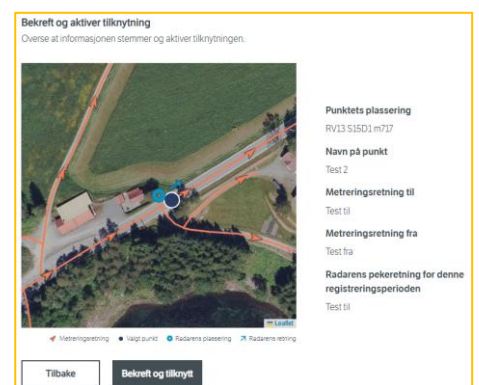 Bekreft og aktiver tilknytning
Overse at informasjonen stemmer og aktiver tilknytningen.
Punktets plassering
RV13 S15D1 m717
Navn på punkt
Test 2
Metreringsretning til
Test til
Metreringsretning fra
Test fra
Radarens pekeretning for denne
registreringsperioden
Test til
Leaflet
Metreringsretning Valgt punkt Radarens plassering Radarens retning
Tilbake Bekreft og tilknytt